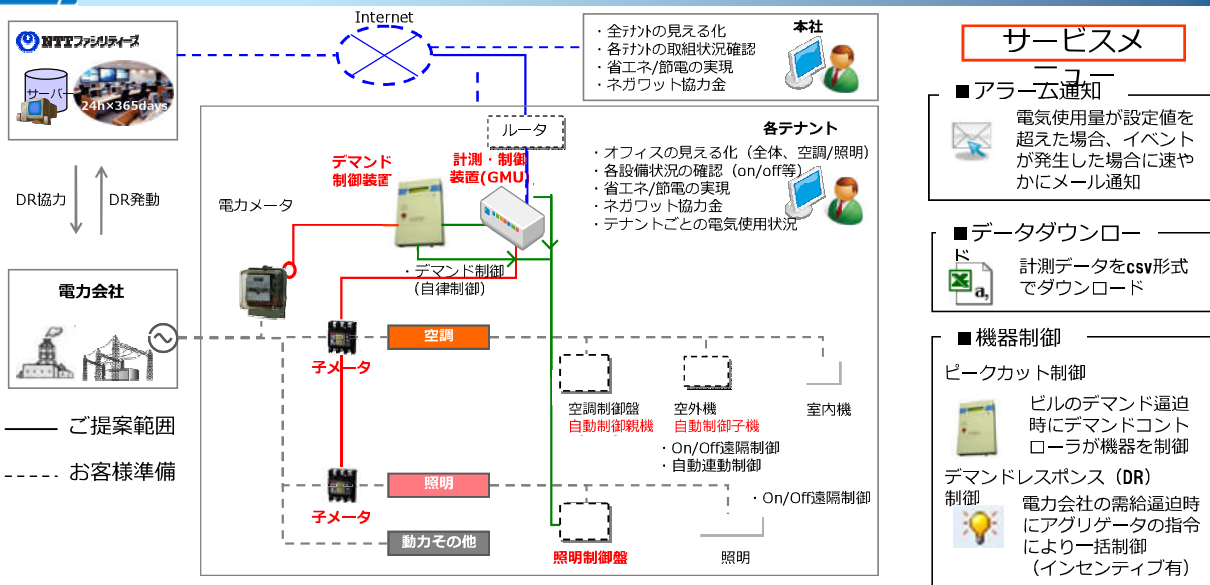 NTTファシリティーズ
サーバー
24h×365days
DR協力
DR発動
電力会社
ご提案範囲
お客様準備
Internet
・全テナントの見える化
・各テナントの取組状況確認
・省エネ/節電の実現
・ネガワット協力金
本社
ルータ
各テナント
デマンド
制御装置
計測・制御
装置(GMU)
・オフィスの見える化（全体、空調/照明）
・各設備状況の確認（on/off等）
・省エネ/節電の実現
・ネガワット協力金
・テナントごとの電気使用状況
電力メータ
・デマンド制御
（自律制御）
空調
子メータ
空調制御盤
自動制御親機
空外機
自動制御子機
室内機
・On/Off遠隔制御
・自動連動制御
照明
子メータ
・On/Off遠隔制御
動力その他
照明制御盤
照明
サービスメ
ニュー
■アラーム通知
電気使用量が設定値を
超えた場合、イベント
が発生した場合に速や
かにメール通知
■データダウンロー
ド
a,
計測データをcsv形式
でダウンロード
■機器制御
ピークカット制御
ビルのデマンド逼迫
時にデマンドコント
ローラが機器を制御
デマンドレスポンス（DR）
制御
電力会社の需給逼迫時
にアグリゲータの指令
により一括制御
（インセンティブ有）